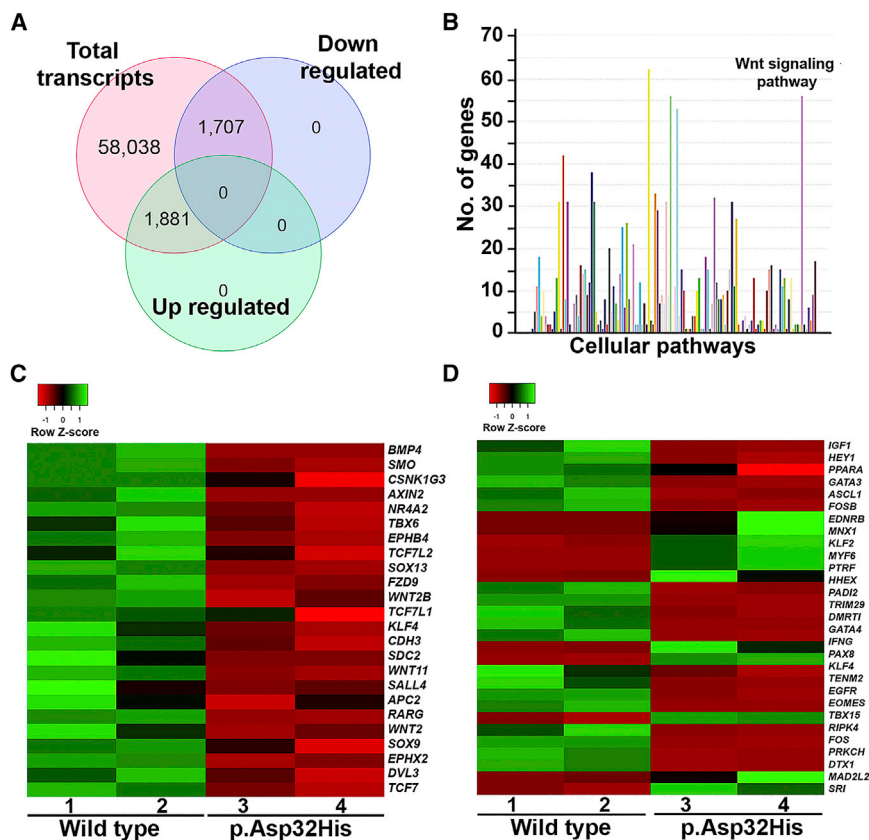 A
Total transcripts
Down regulated
58,038
1,707
0
0
1,881
0
0
Up regulated
B
No. of genes
70
60
50
40
30
20
10
0
Wnt signaling
pathway
Cellular pathways
C
-1 0 1
Row Z-score
BMP4
SMO
CSNK1G3
AXIN2
NR4A2
TBX6
EPHB4
TCF7L2
SOX13
FZD9
WNT2B
TCF7L1
KLF4
CDH3
SDC2
WNT11
SALL4
APC2
RARG
WNT2
SOX9
EPHX2
DVL3
TCF7
1 2 3 4
Wild type p.Asp32His
D
-1 0 1
Row Z-score
IGF1
HEY1
PPARA
GATA3
ASCL1
FOSB
EDNRB
MNX1
KLF2
MYF6
PTRF
HHEX
PADI2
TRIM29
DMRTI
GATA4
IFNG
PAX8
KLF4
TENM2
EGFR
EOMES
TBX15
RIPK4
FOS
PRKCH
DTX1
MAD2L2
SRI
1 2 3 4
Wild type p.Asp32His